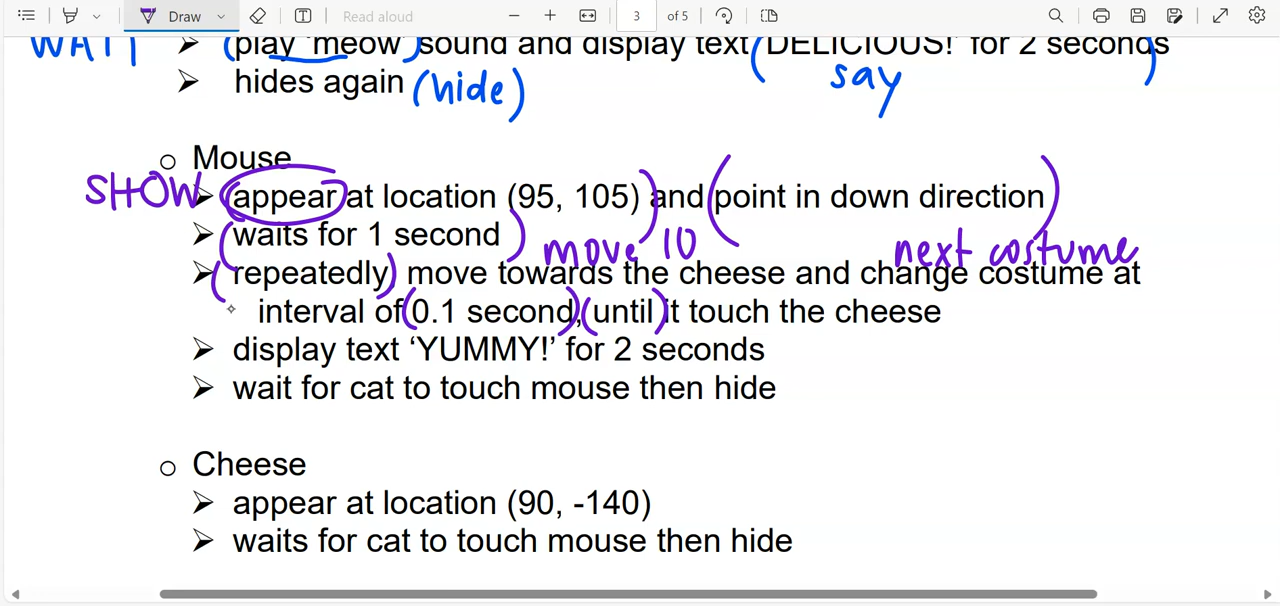 Draw Read aloud 3 of 5
WAIT (play ‘meow’) sound and display text (‘DELICIOUS!’ for 2 seconds)
hides again (hide) say
Mouse
SHOW (appear at location (95, 105)) and (point in down direction)
(waits for 1 second) move 10 next costume
(repeatedly) move towards the cheese and change costume at
interval of (0.1 second), (until) it touch the cheese
display text ‘YUMMY!’ for 2 seconds
wait for cat to touch mouse then hide
Cheese
appear at location (90, -140)
waits for cat to touch mouse then hide